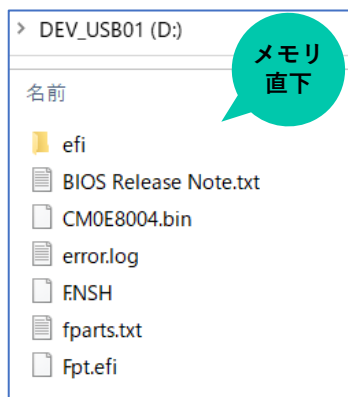 > DEV_USB01 (D:)
メモリ
直下
名前
efi
BIOS Release Note.txt
CM0E8004.bin
error.log
F.NSH
fparts.txt
Fpt.efi